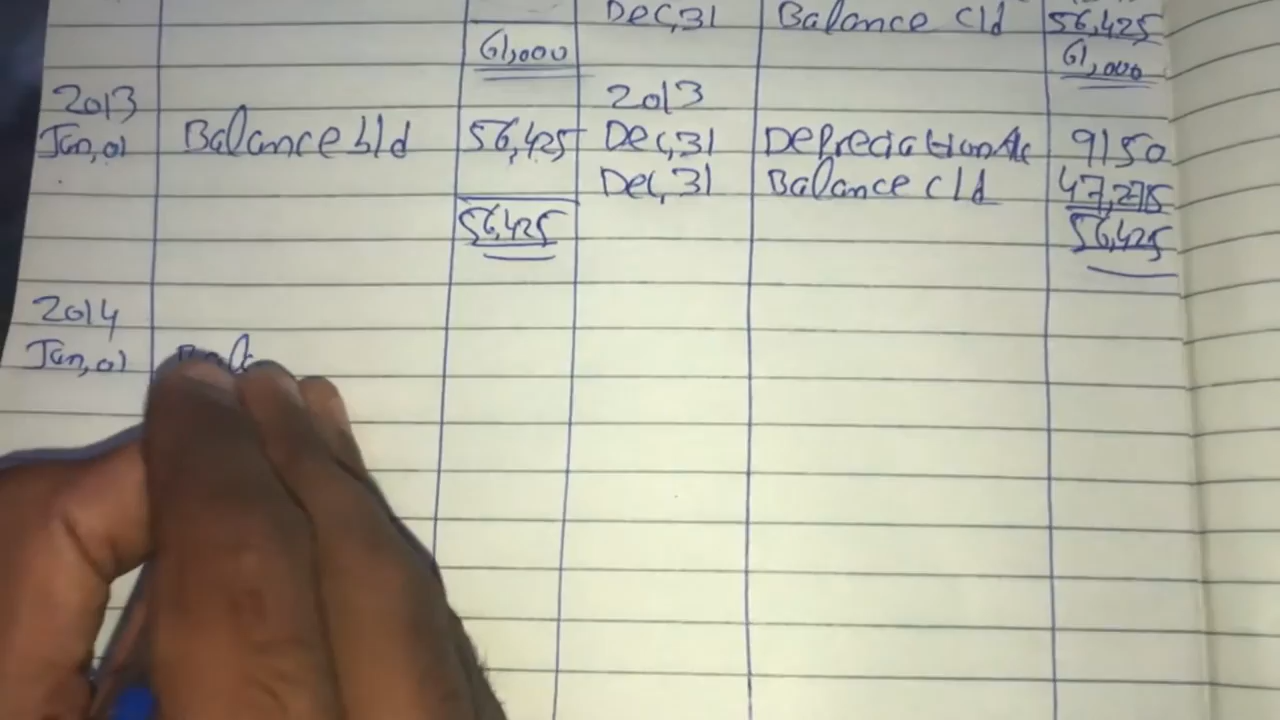 Dec,31 Balance c/d 56,425
61,000 61,000
2013 2013
Jan,01 Balance b/d 56,425 Dec,31 Depreciation A/c 9150
Dec,31 Balance c/d 47,275
56,425 56,425
2014
Jan,01 Bal